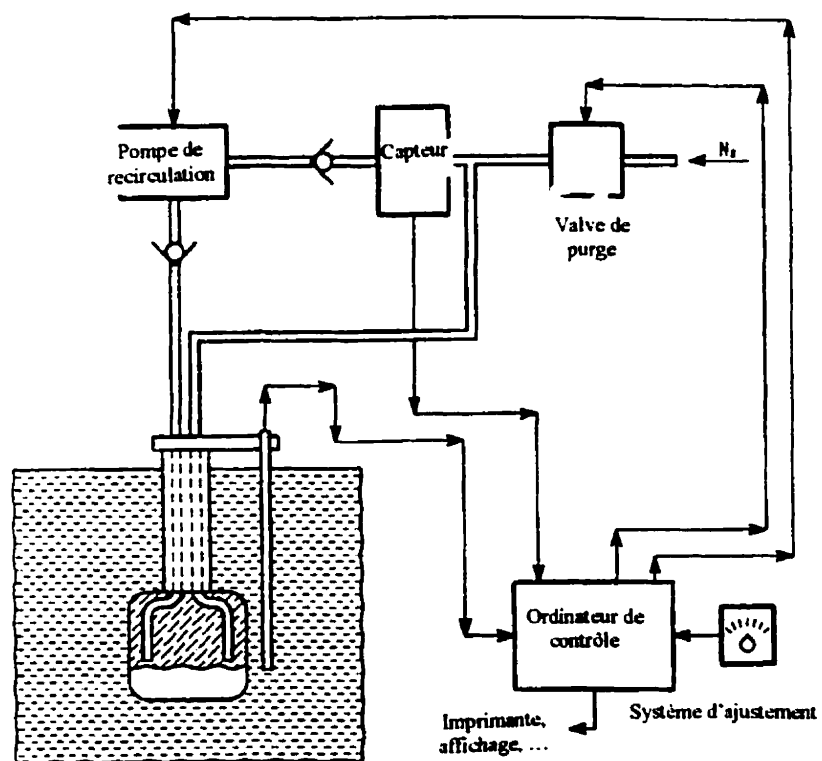 Pompe de
recirculation
Capteur
N₂
Valve de
purge
Ordinateur de
contrôle
Système d'ajustement
Imprimante,
affichage, ...